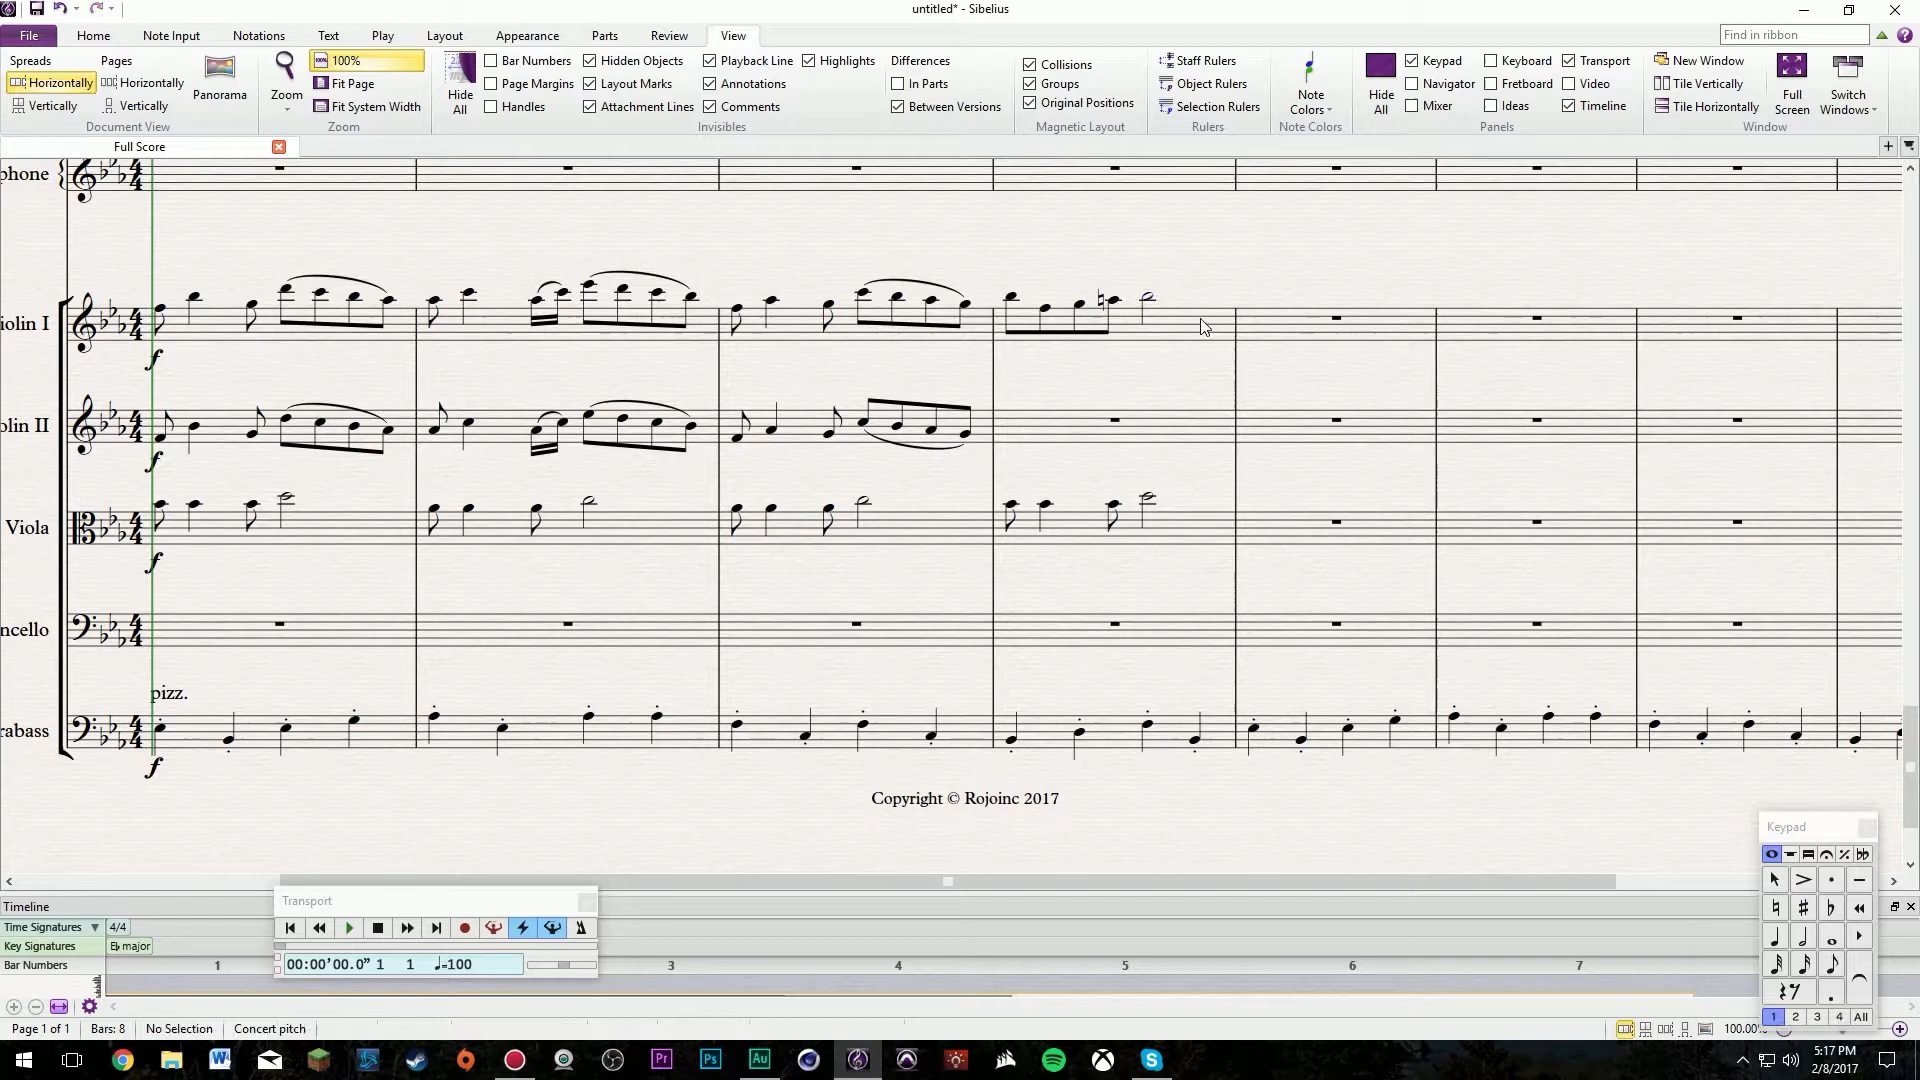 untitled* - Sibelius
File Home Note Input Notations Text Play Layout Appearance Parts Review View Find in ribbon
Spreads Pages
Horizontally Horizontally
Vertically Vertically
Document View
Panorama
Zoom
100%
Fit Page
Fit System Width
Zoom
Hide All
Bar Numbers Hidden Objects Playback Line Highlights
Page Margins Layout Marks Annotations
Handles Attachment Lines Comments
Invisibles
Differences
In Parts
Between Versions
Collisions
Groups
Original Positions
Magnetic Layout
Staff Rulers
Object Rulers
Selection Rulers
Rulers
Note Colors
Note Colors
Hide All
Keypad Keyboard Transport
Navigator Fretboard Video
Mixer Ideas Timeline
Panels
New Window
Tile Vertically
Tile Horizontally
Full Screen
Switch Windows
Window
Full Score
phone
iolin I
f
olin II
f
Viola
f
ncello
pizz.
rabass
f
Copyright © Rojoinc 2017
Keypad
1 2 3 4 All
Transport
00:00'00.0" 1 1 ♩=100
Timeline
Time Signatures 4/4
Key Signatures Eb major
Bar Numbers 1 3 4 5 6 7
Page 1 of 1 Bars: 8 No Selection Concert pitch 100.00%
5:17 PM
2/8/2017